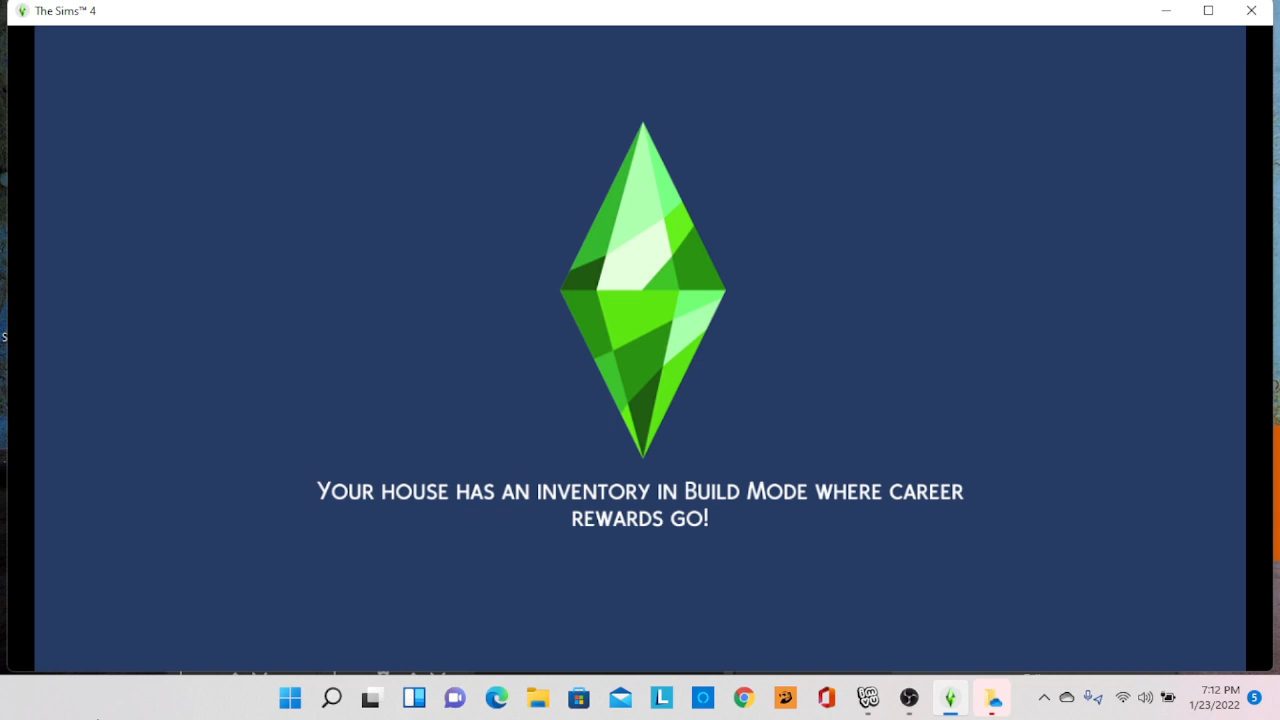 The Sims™ 4
YOUR HOUSE HAS AN INVENTORY IN BUILD MODE WHERE CAREER
REWARDS GO!
7:12 PM
1/23/2022
5